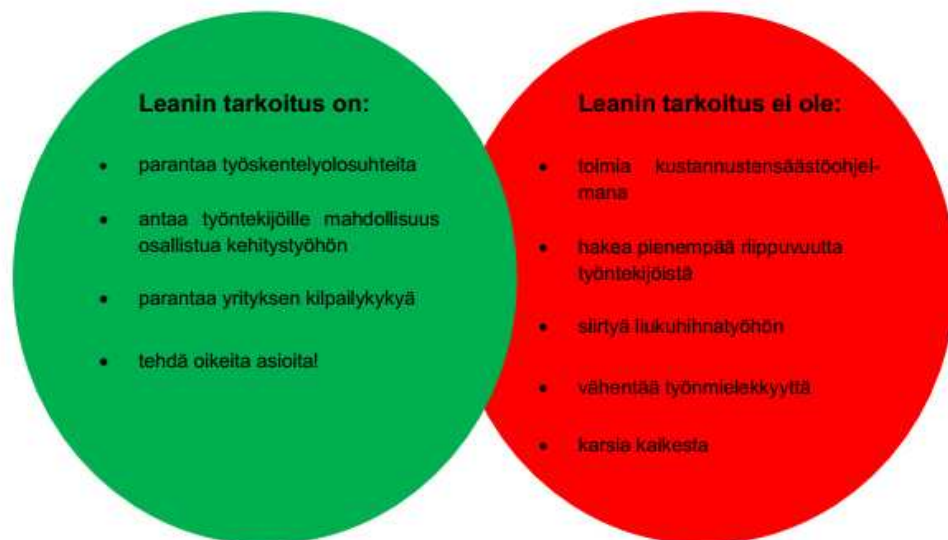 Leanin tarkoitus on:
• parantaa työskentelyolosuhteita
• antaa työntekijöille mahdollisuus
osallistua kehitystyöhön
• parantaa yrityksen kilpailykykyä
• tehdä oikeita asioita!
Leanin tarkoitus ei ole:
• toimia kustannustensäästöohjel-
mana
• hakea pienempää riippuvuutta
työntekijöistä
• siirtyä liukuhihnatyöhön
• vähentää työnmielekkyyttä
• karsia kaikesta